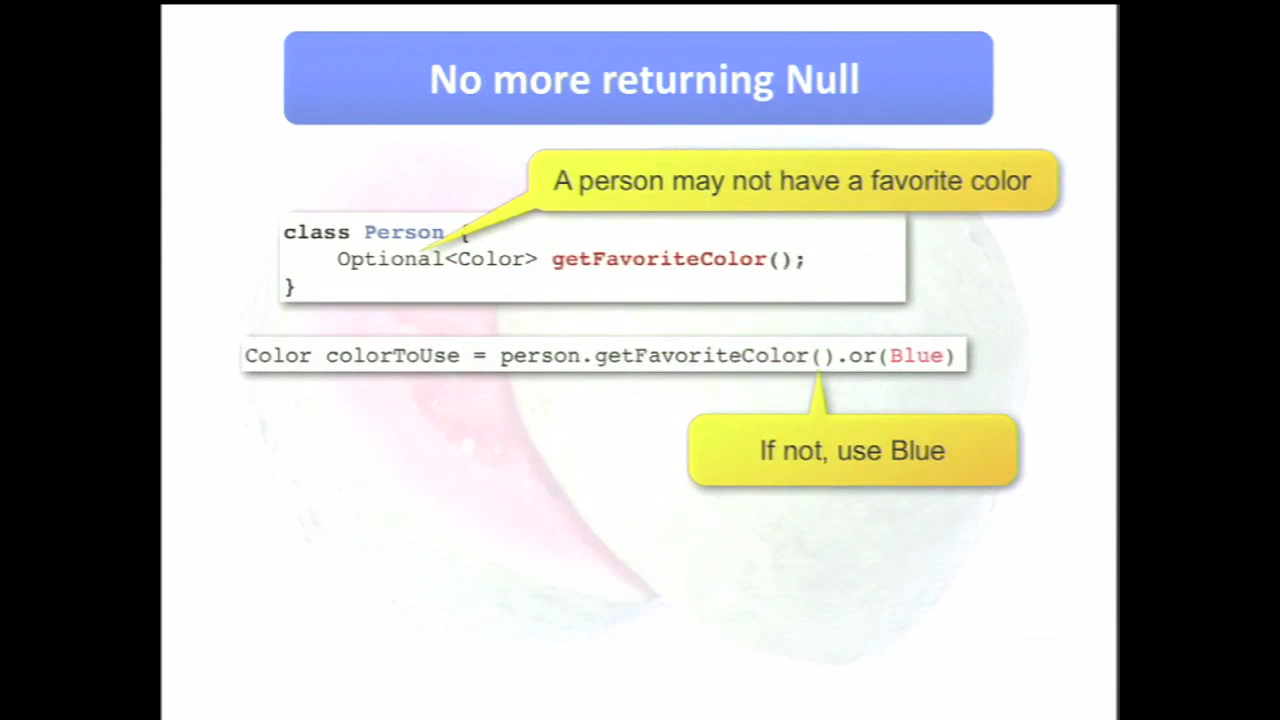 No more returning Null
A person may not have a favorite color
class Person {
Optional<Color> getFavoriteColor();
}
Color colorToUse = person.getFavoriteColor().or(Blue)
If not, use Blue